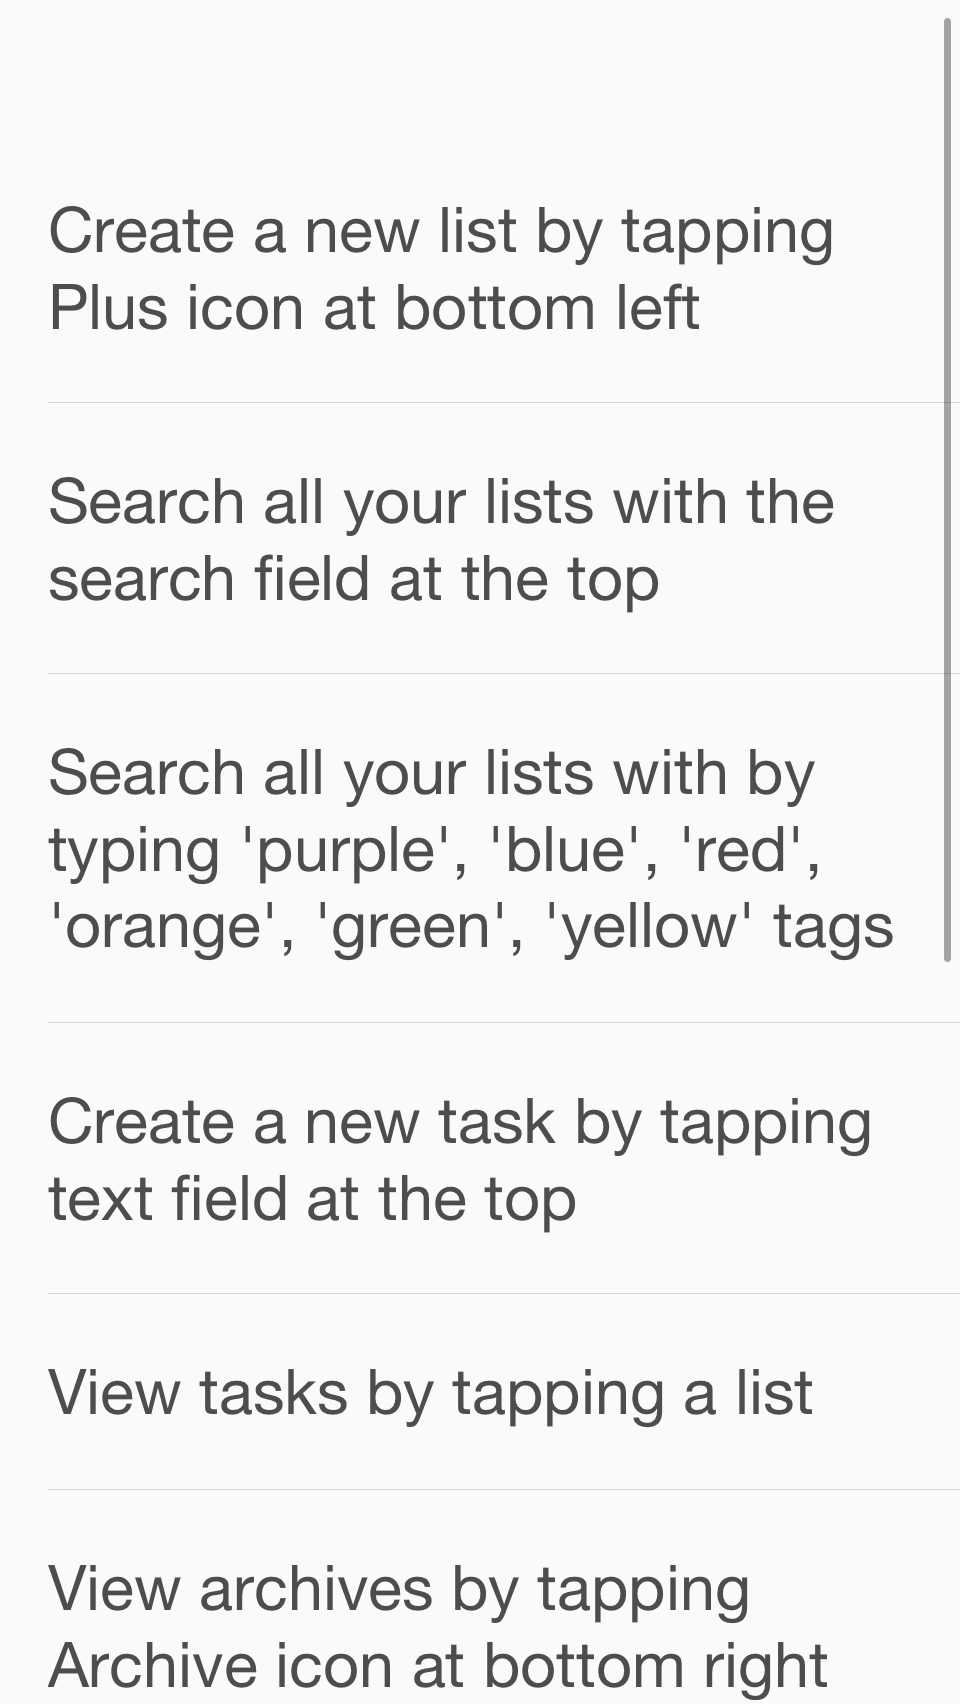 Create a new list by tapping
Plus icon at bottom left
Search all your lists with the
search field at the top
Search all your lists with by
typing 'purple', 'blue', 'red',
'orange', 'green', 'yellow' tags
Create a new task by tapping
text field at the top
View tasks by tapping a list
View archives by tapping
Archive icon at bottom right